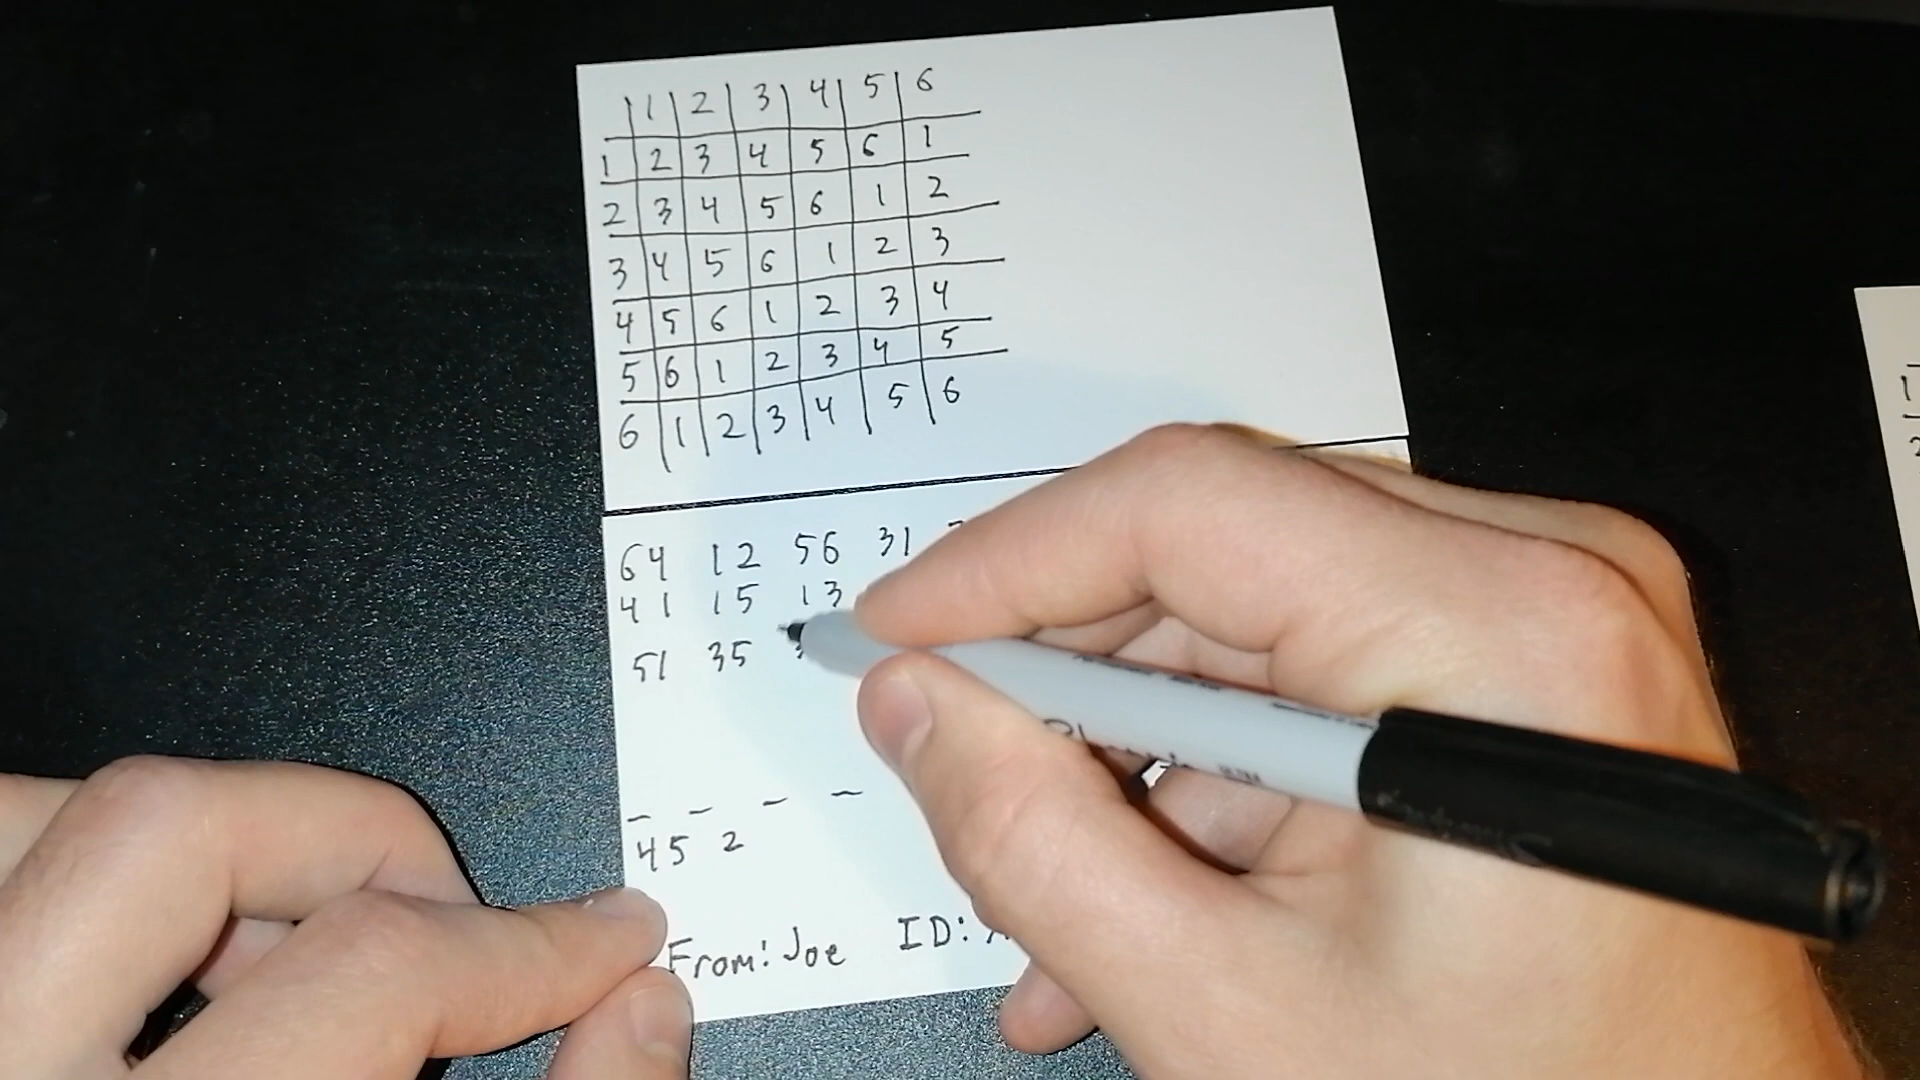 1 2 3 4 5 6
1 2 3 4 5 6 1
2 3 4 5 6 1 2
3 4 5 6 1 2 3
4 5 6 1 2 3 4
5 6 1 2 3 4 5
6 1 2 3 4 5 6
64 12 56 31
41 15 13
51 35
45 2
From: Joe ID:
1
2